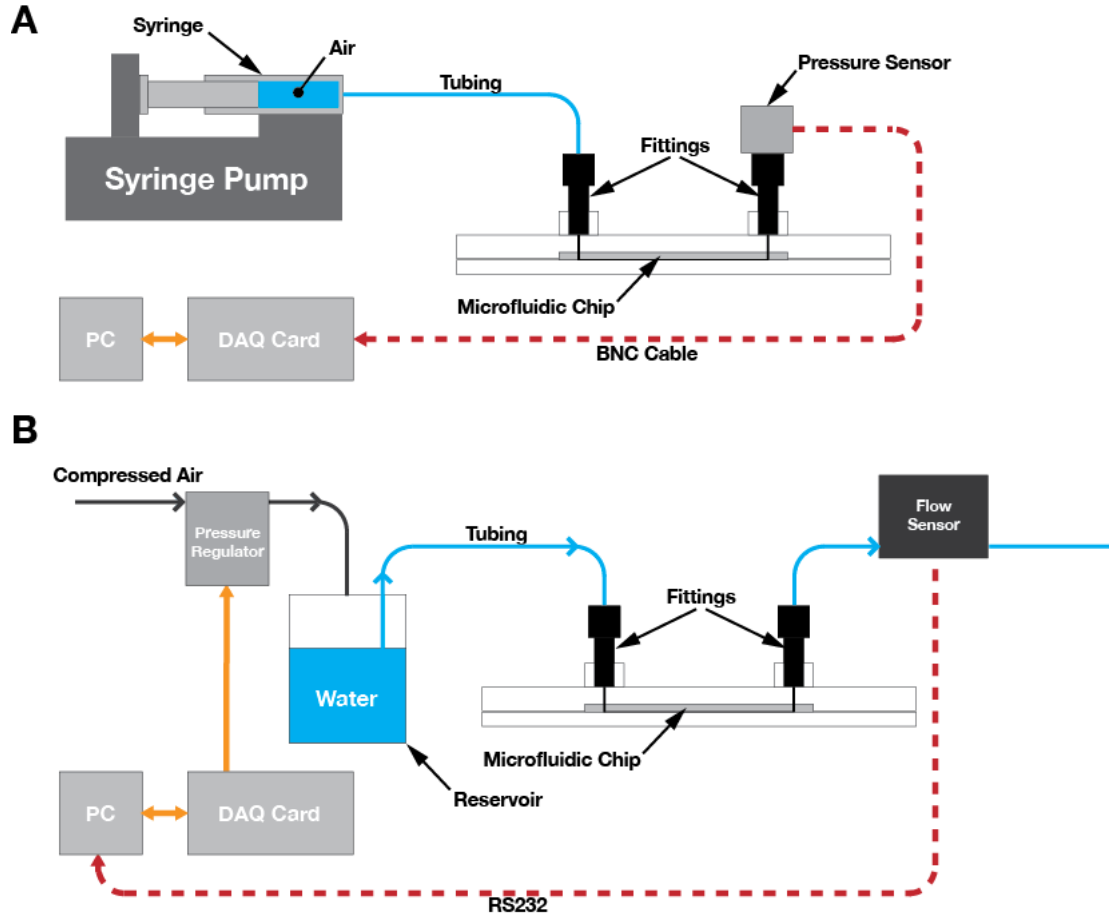 A
Syringe
Air
Tubing
Pressure Sensor
Fittings
Syringe Pump
Microfluidic Chip
PC
DAQ Card
BNC Cable
B
Compressed Air
Pressure
Regulator
Tubing
Flow
Sensor
Fittings
Water
Microfluidic Chip
Reservoir
PC
DAQ Card
RS232